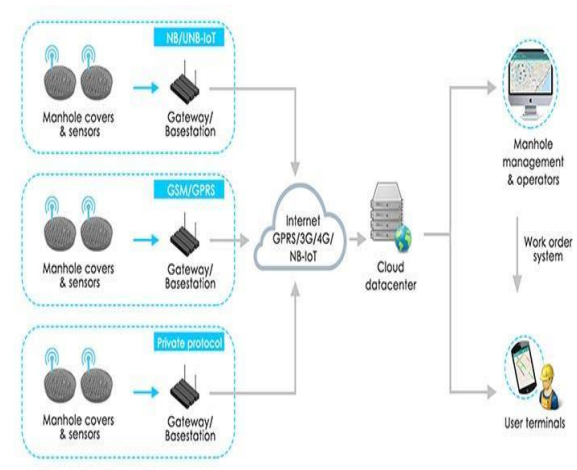 NB/UNB-IoT
Manhole covers
& sensors
Gateway/
Basestation
GSM/GPRS
Manhole covers
& sensors
Gateway/
Basestation
Private protocol
Manhole covers
& sensors
Gateway/
Basestation
Internet
GPRS/3G/4G/
NB-IoT
Cloud
datacenter
Manhole
management
& operators
Work order
system
User terminals